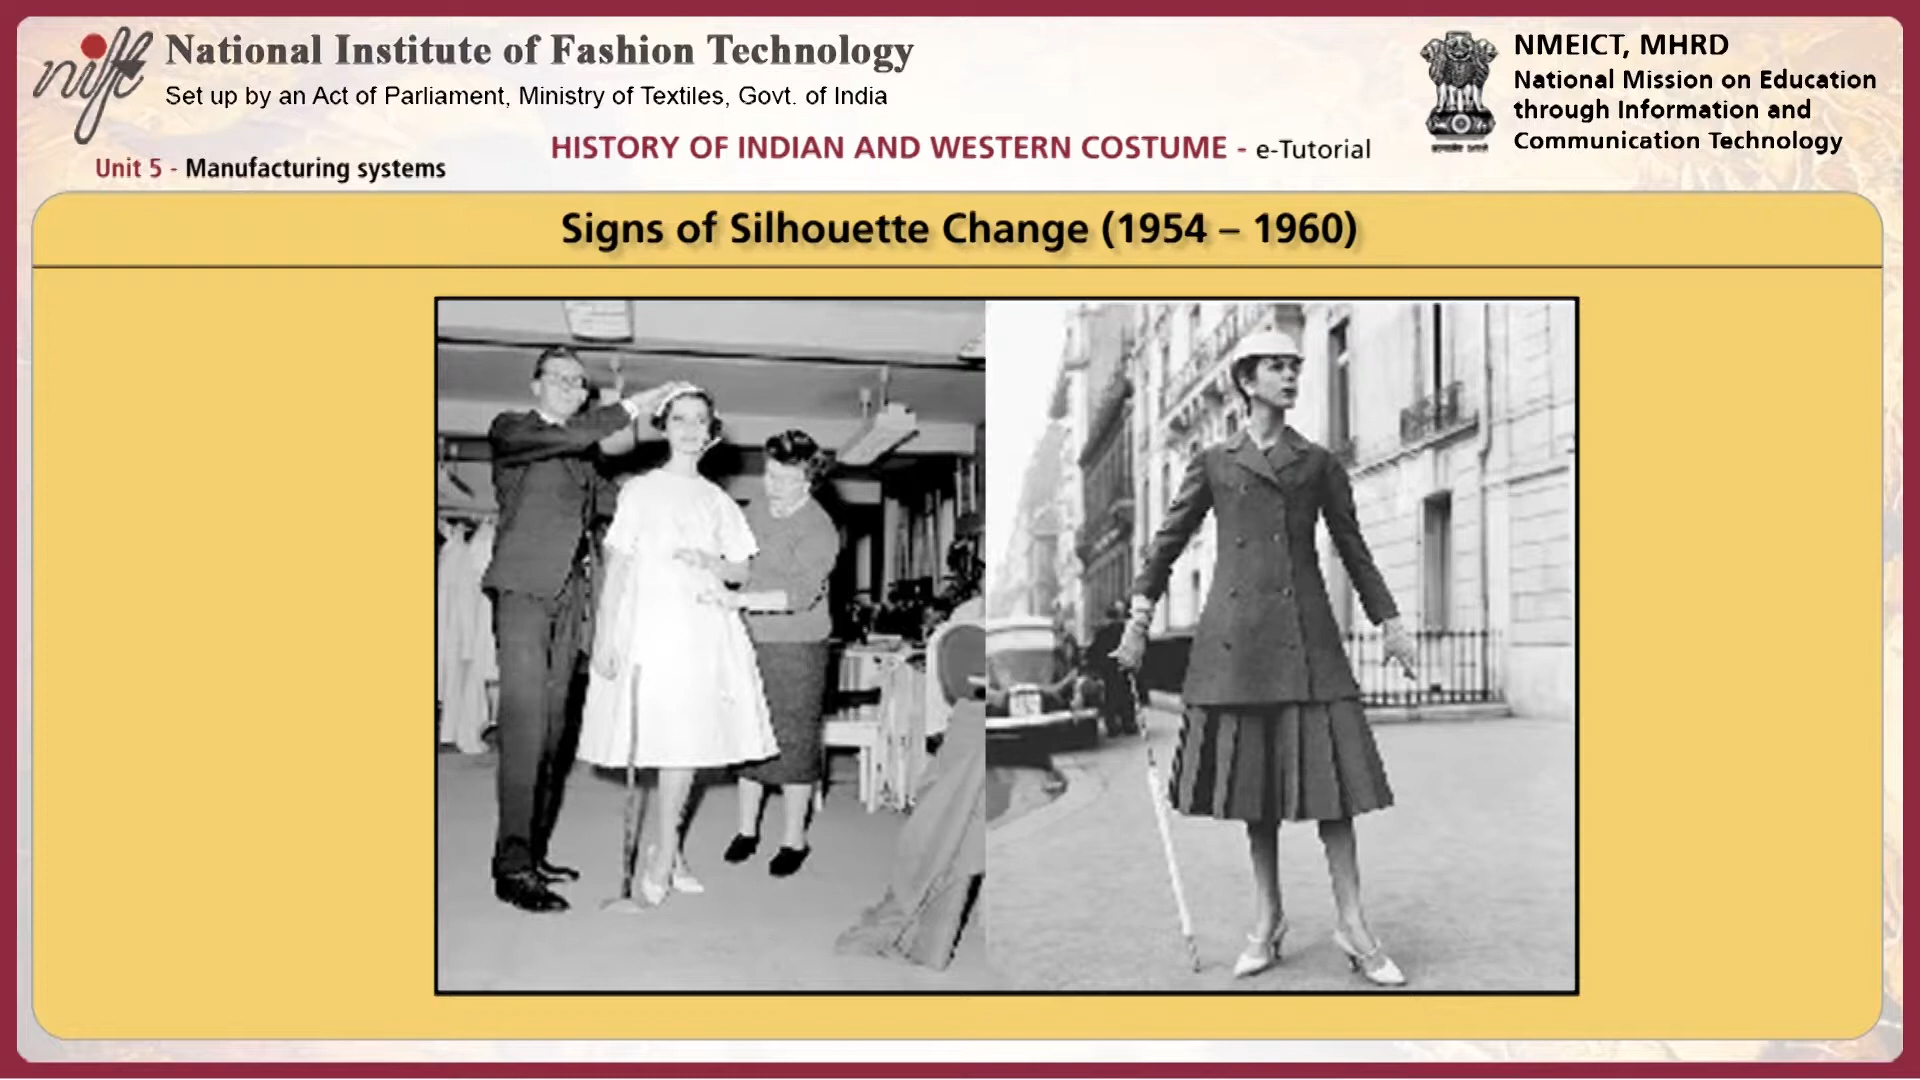 nift
National Institute of Fashion Technology
Set up by an Act of Parliament, Ministry of Textiles, Govt. of India
NMEICT, MHRD
National Mission on Education
through Information and
Communication Technology
HISTORY OF INDIAN AND WESTERN COSTUME - e-Tutorial
Unit 5 - Manufacturing systems
Signs of Silhouette Change (1954 – 1960)